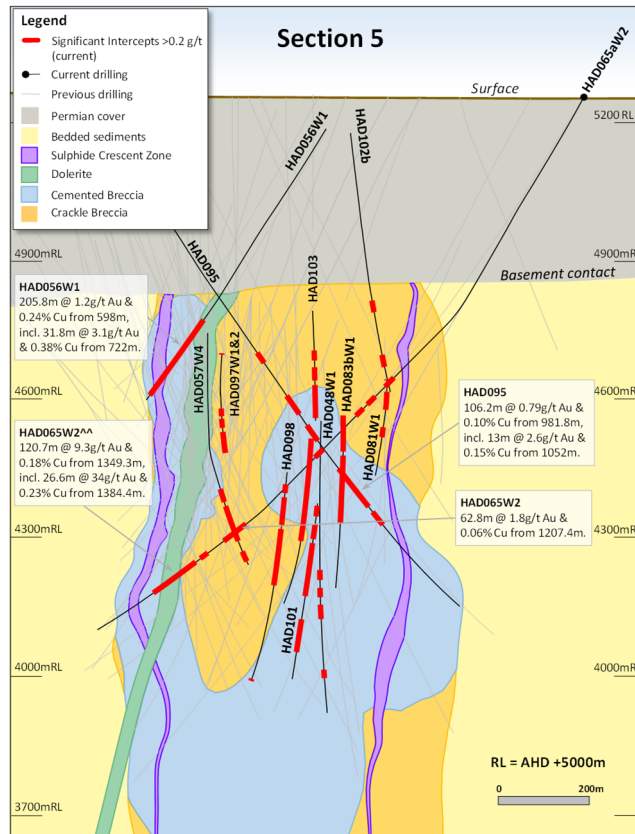 Legend
Significant Intercepts >0.2 g/t
(current)
Current drilling
Previous drilling
Permian cover
Bedded sediments
Sulphide Crescent Zone
Dolerite
Cemented Breccia
Crackle Breccia
Section 5
HAD065aW2
Surface
5200RL
HAD056W1
HAD102b
HAD095
4900mRL
4900mRL
Basement contact
HAD103
HAD056W1
205.8m @ 1.2g/t Au &
0.24% Cu from 598m,
incl. 31.8m @ 3.1g/t Au
& 0.38% Cu from 722m.
HAD057W4
HAD097W1&2
HAD048W1
HAD083bW1
HAD081W1
HAD098
4600mRL
4600mRL
HAD095
106.2m @ 0.79g/t Au &
0.10% Cu from 981.8m,
incl. 13m @ 2.6g/t Au &
0.15% Cu from 1052m.
HAD065W2^^
120.7m @ 9.3g/t Au &
0.18% Cu from 1349.3m,
incl. 26.6m @ 34g/t Au &
0.23% Cu from 1384.4m.
HAD065W2
62.8m @ 1.8g/t Au &
0.06% Cu from 1207.4m.
4300mRL
4300mRL
HAD101
4000mRL
4000mRL
RL = AHD +5000m
0
200m
3700mRL